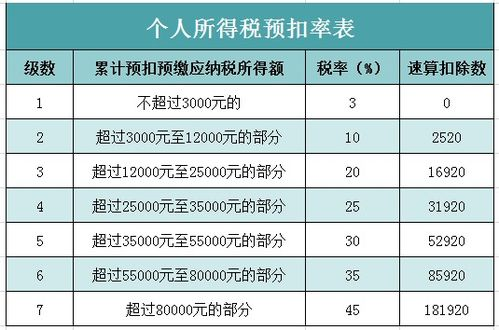 个人所得税预扣率表
级数 累计预扣预缴应纳税所得额 税率（%） 速算扣除数
1 不超过3000元的 3 0
2 超过3000元至12000元的部分 10 2520
3 超过12000元至25000元的部分 20 16920
4 超过25000元至35000元的部分 25 31920
5 超过35000元至55000元的部分 30 52920
6 超过55000元至80000元的部分 35 85920
7 超过80000元的部分 45 181920